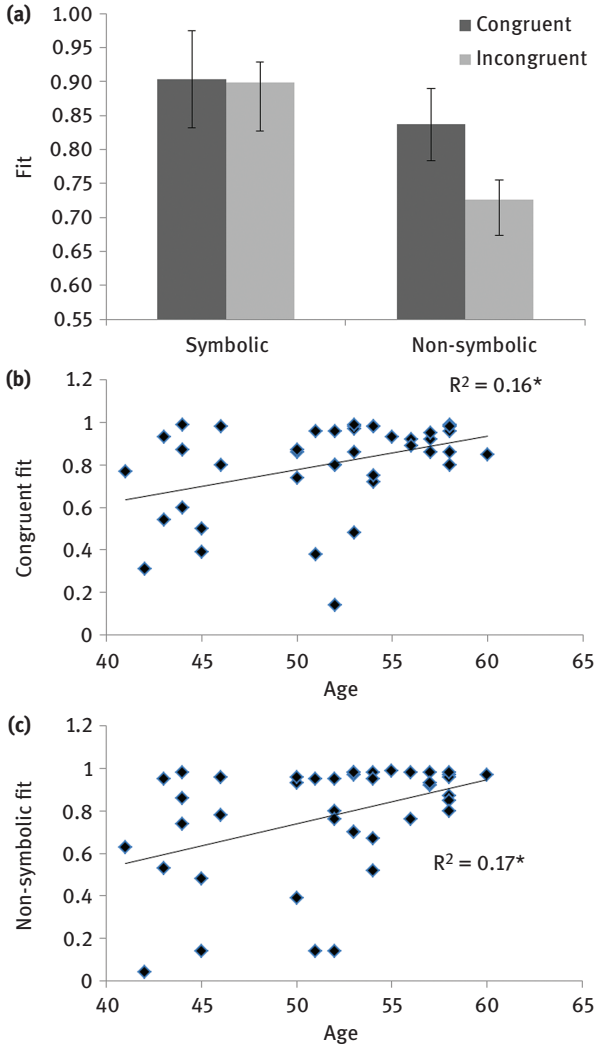 (a)
1.00
0.95
0.90
0.85
0.80
0.75
0.70
0.65
0.60
0.55
Fit
Congruent
Incongruent
Symbolic
Non-symbolic
(b)
1.2
1
0.8
0.6
0.4
0.2
0
Congruent fit
R² = 0.16*
40 45 50 55 60 65
Age
(c)
1.2
1
0.8
0.6
0.4
0.2
0
Non-symbolic fit
R² = 0.17*
40 45 50 55 60 65
Age